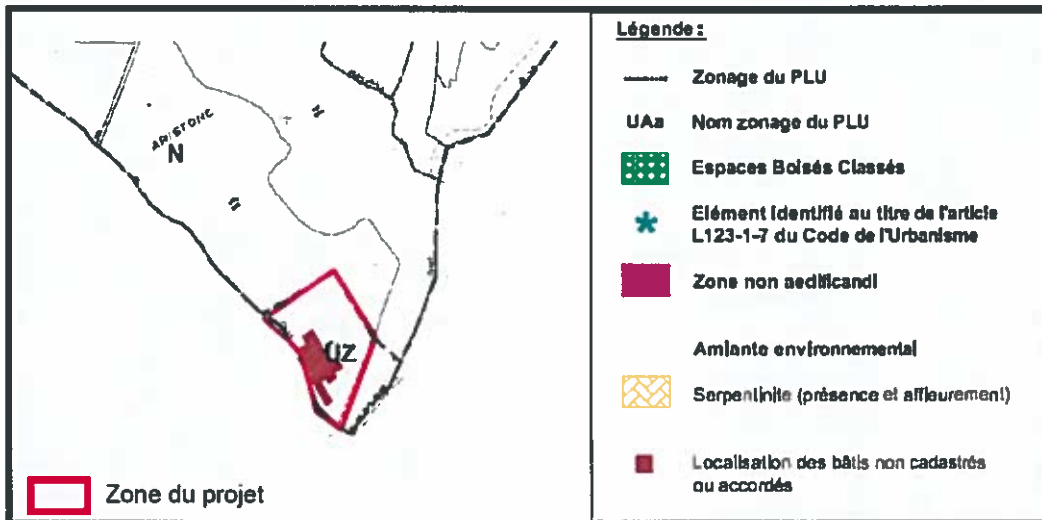 ARISTONE
N
UZ
Zone du projet
Légende :
Zonage du PLU
UAa Nom zonage du PLU
Espaces Boisés Classés
Elément identifié au titre de l'article
L123-1-7 du Code de l'Urbanisme
Zone non aedificandi
Amiante environnemental
Serpentinite (présence et affleurement)
Localisation des bâtis non cadastrés
ou accordés